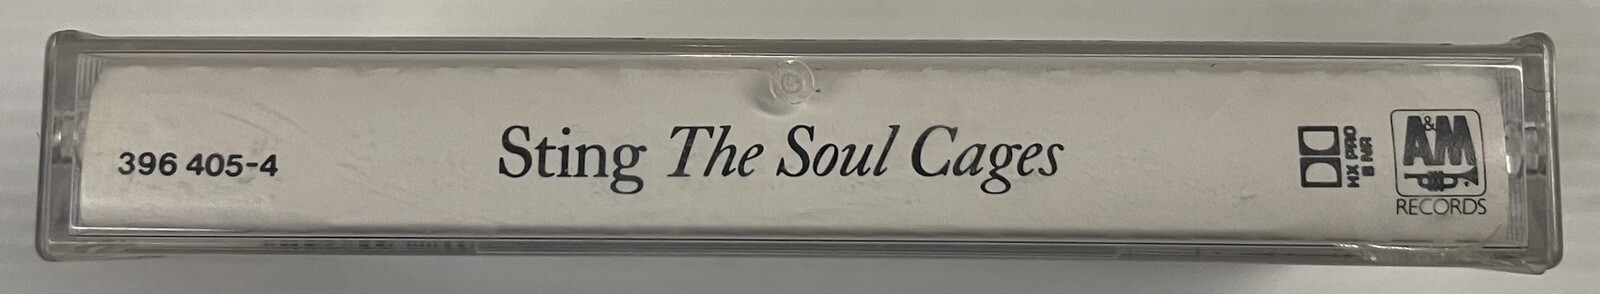 396 405-4
Sting The Soul Cages
HX PRO
B NR
A&M
RECORDS